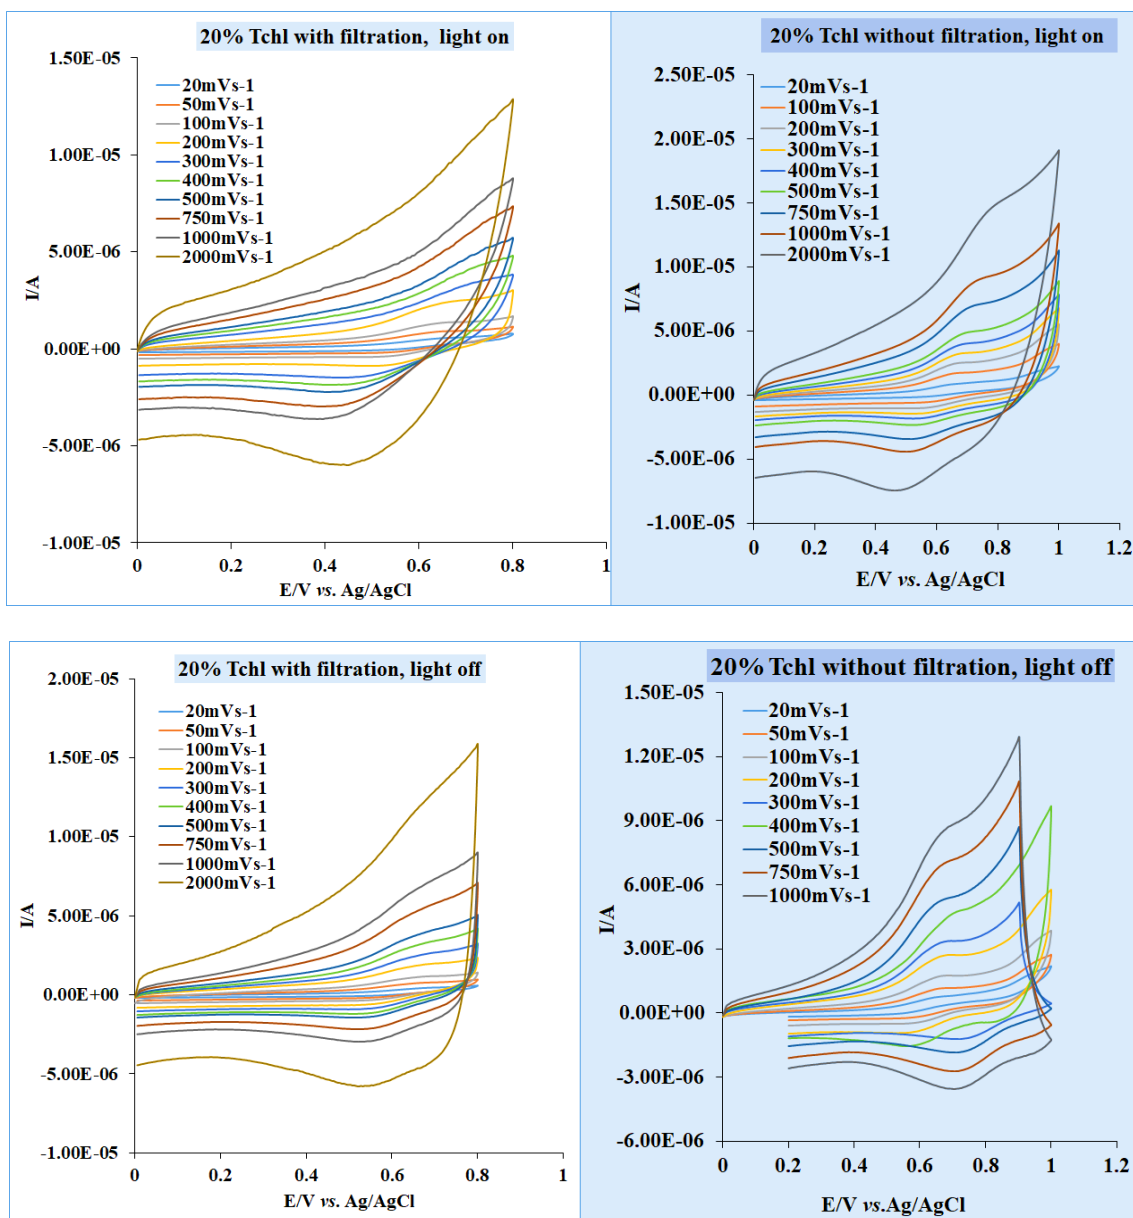 20% Tchl with filtration,  light on
1.50E-05
1.00E-05
5.00E-06
0.00E+00
-5.00E-06
-1.00E-05
I/A
20mVs-1
50mVs-1
100mVs-1
200mVs-1
300mVs-1
400mVs-1
500mVs-1
750mVs-1
1000mVs-1
2000mVs-1
0
0.2
0.4
0.6
0.8
1
E/V vs. Ag/AgCl
20% Tchl without filtration, light on
2.50E-05
2.00E-05
1.50E-05
1.00E-05
5.00E-06
0.00E+00
-5.00E-06
-1.00E-05
I/A
20mVs-1
100mVs-1
200mVs-1
300mVs-1
400mVs-1
500mVs-1
750mVs-1
1000mVs-1
2000mVs-1
0
0.2
0.4
0.6
0.8
1
1.2
E/V vs. Ag/AgCl
20% Tchl with filtration, light off
2.00E-05
1.50E-05
1.00E-05
5.00E-06
0.00E+00
-5.00E-06
-1.00E-05
I/A
20mVs-1
50mVs-1
100mVs-1
200mVs-1
300mVs-1
400mVs-1
500mVs-1
750mVs-1
1000mVs-1
2000mVs-1
0
0.2
0.4
0.6
0.8
1
E/V vs. Ag/AgCl
20% Tchl without filtration, light off
1.50E-05
1.20E-05
9.00E-06
6.00E-06
3.00E-06
0.00E+00
-3.00E-06
-6.00E-06
I/A
20mVs-1
50mVs-1
100mVs-1
200mVs-1
300mVs-1
400mVs-1
500mVs-1
750mVs-1
1000mVs-1
0
0.2
0.4
0.6
0.8
1
1.2
E/V vs.Ag/AgCl